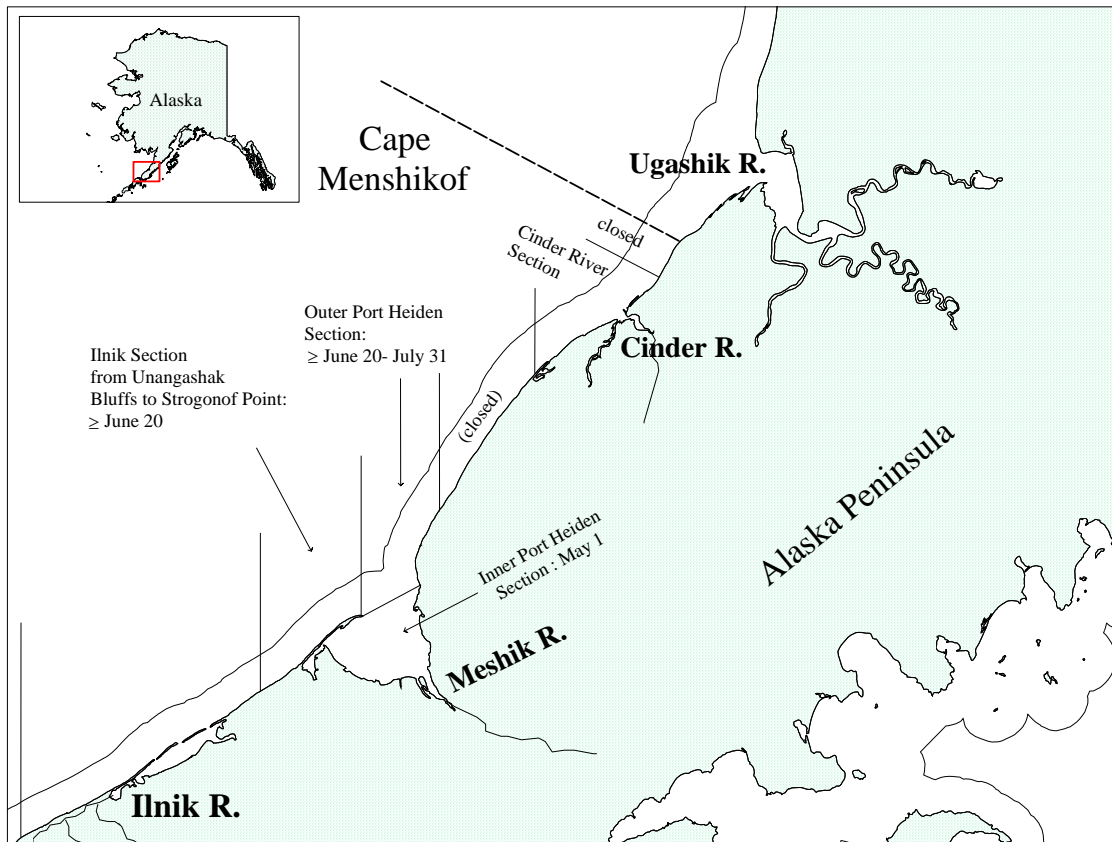 Alaska
Cape
Menshikof
Ugashik R.
closed
Cinder River
Section
Outer Port Heiden
Section:
≥ June 20- July 31
Cinder R.
Ilnik Section
from Unangashak
Bluffs to Strogonof Point:
≥ June 20
(closed)
Alaska Peninsula
Inner Port Heiden
Section : May 1
Meshik R.
Ilnik R.